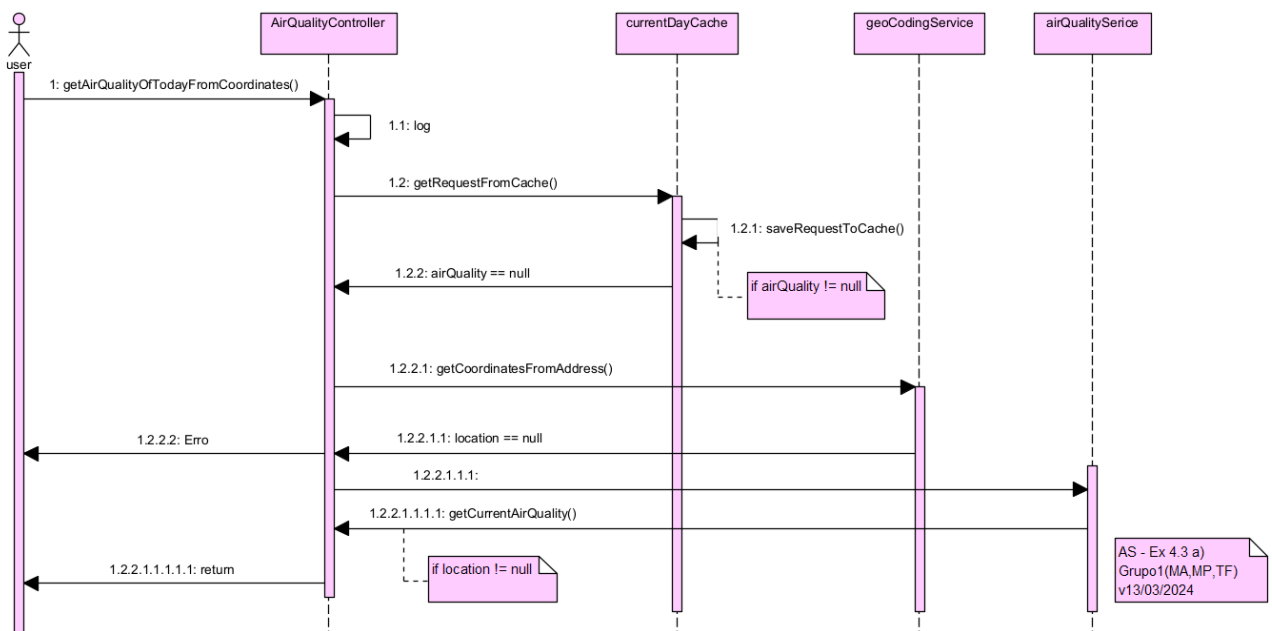 AirQualityController
currentDayCache
geoCodingService
airQualitySerice
user
1: getAirQualityOfTodayFromCoordinates()
1.1: log
1.2: getRequestFromCache()
1.2.1: saveRequestToCache()
1.2.2: airQuality == null
if airQuality != null
1.2.2.1: getCoordinatesFromAddress()
1.2.2.2: Erro
1.2.2.1.1: location == null
1.2.2.1.1.1:
1.2.2.1.1.1.1: getCurrentAirQuality()
if location != null
1.2.2.1.1.1.1.1: return
AS - Ex 4.3 a)
Grupo1(MA,MP,TF)
v13/03/2024